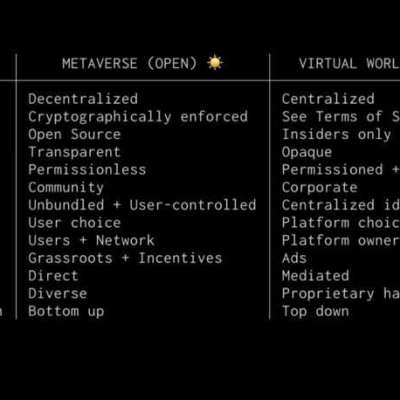 METAVERSE (OPEN) ☀️ VIRTUAL WORL
Decentralized Centralized
Cryptographically enforced See Terms of S
Open Source Insiders only
Transparent Opaque
Permissionless Permissioned +
Community Corporate
Unbundled + User-controlled Centralized id
User choice Platform choic
Users + Network Platform owner
Grassroots + Incentives Ads
Direct Mediated
Diverse Proprietary ha
Bottom up Top down